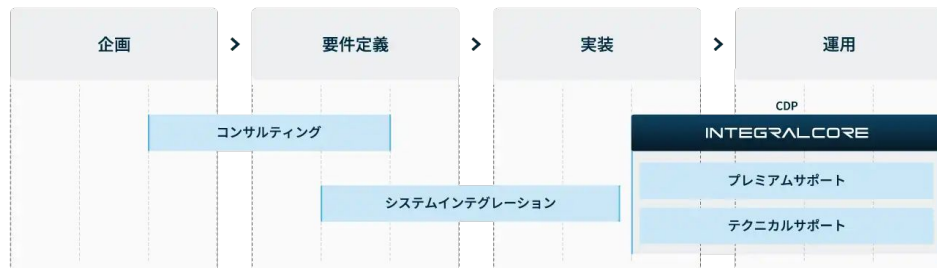 企画
要件定義
実装
運用
CDP
コンサルティング
INTEGRAL-CORE
プレミアムサポート
システムインテグレーション
テクニカルサポート